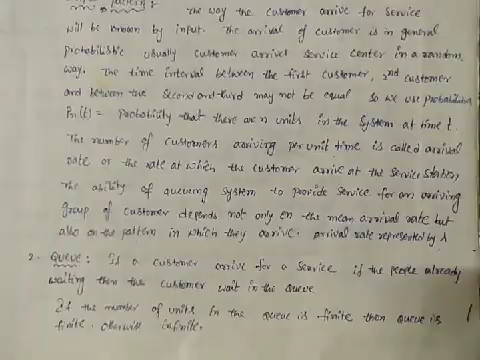 Pattern : The way the customer arrive for service
will be known by input. The arrival of customer is in general
probabilistic usually customer arrives service center in a random
way. The time interval between the first customer, 2nd customer
and between the second and third may not be equal so we use probabilities
Pn(t) = Probability that there are n units in the system at time t.
The number of customers arriving per unit time is called arrival
rate or the rate at which the customer arrive at the service station.
The ability of queuing system to provide service for an arriving
group of customer depends not only on the mean arrival rate but
also on the pattern in which they arrive. arrival rate represented by λ
2. Queue : If a customer arrive for a service if the people already
waiting then the customer wait in the queue
If the number of units in the queue is finite then queue is
finite. otherwise infinite.